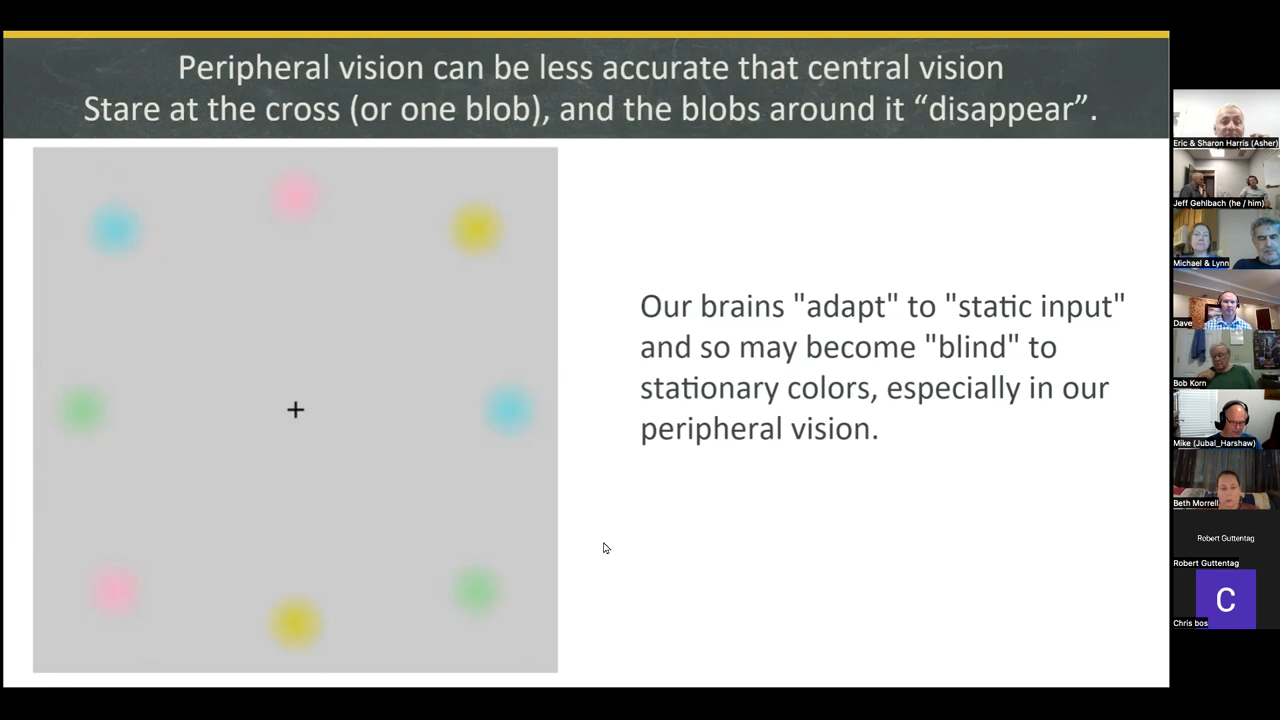 Peripheral vision can be less accurate that central vision
Stare at the cross (or one blob), and the blobs around it “disappear”.
Our brains "adapt" to "static input"
and so may become "blind" to
stationary colors, especially in our
peripheral vision.
Eric & Sharon Harris (Asher)
Jeff Gehlbach (he / him)
Michael & Lynn
Dave
Bob Korn
Mike (Jubal_Harshaw)
Beth Morrell
Robert Guttentag
Robert Guttentag
C
Chris bos